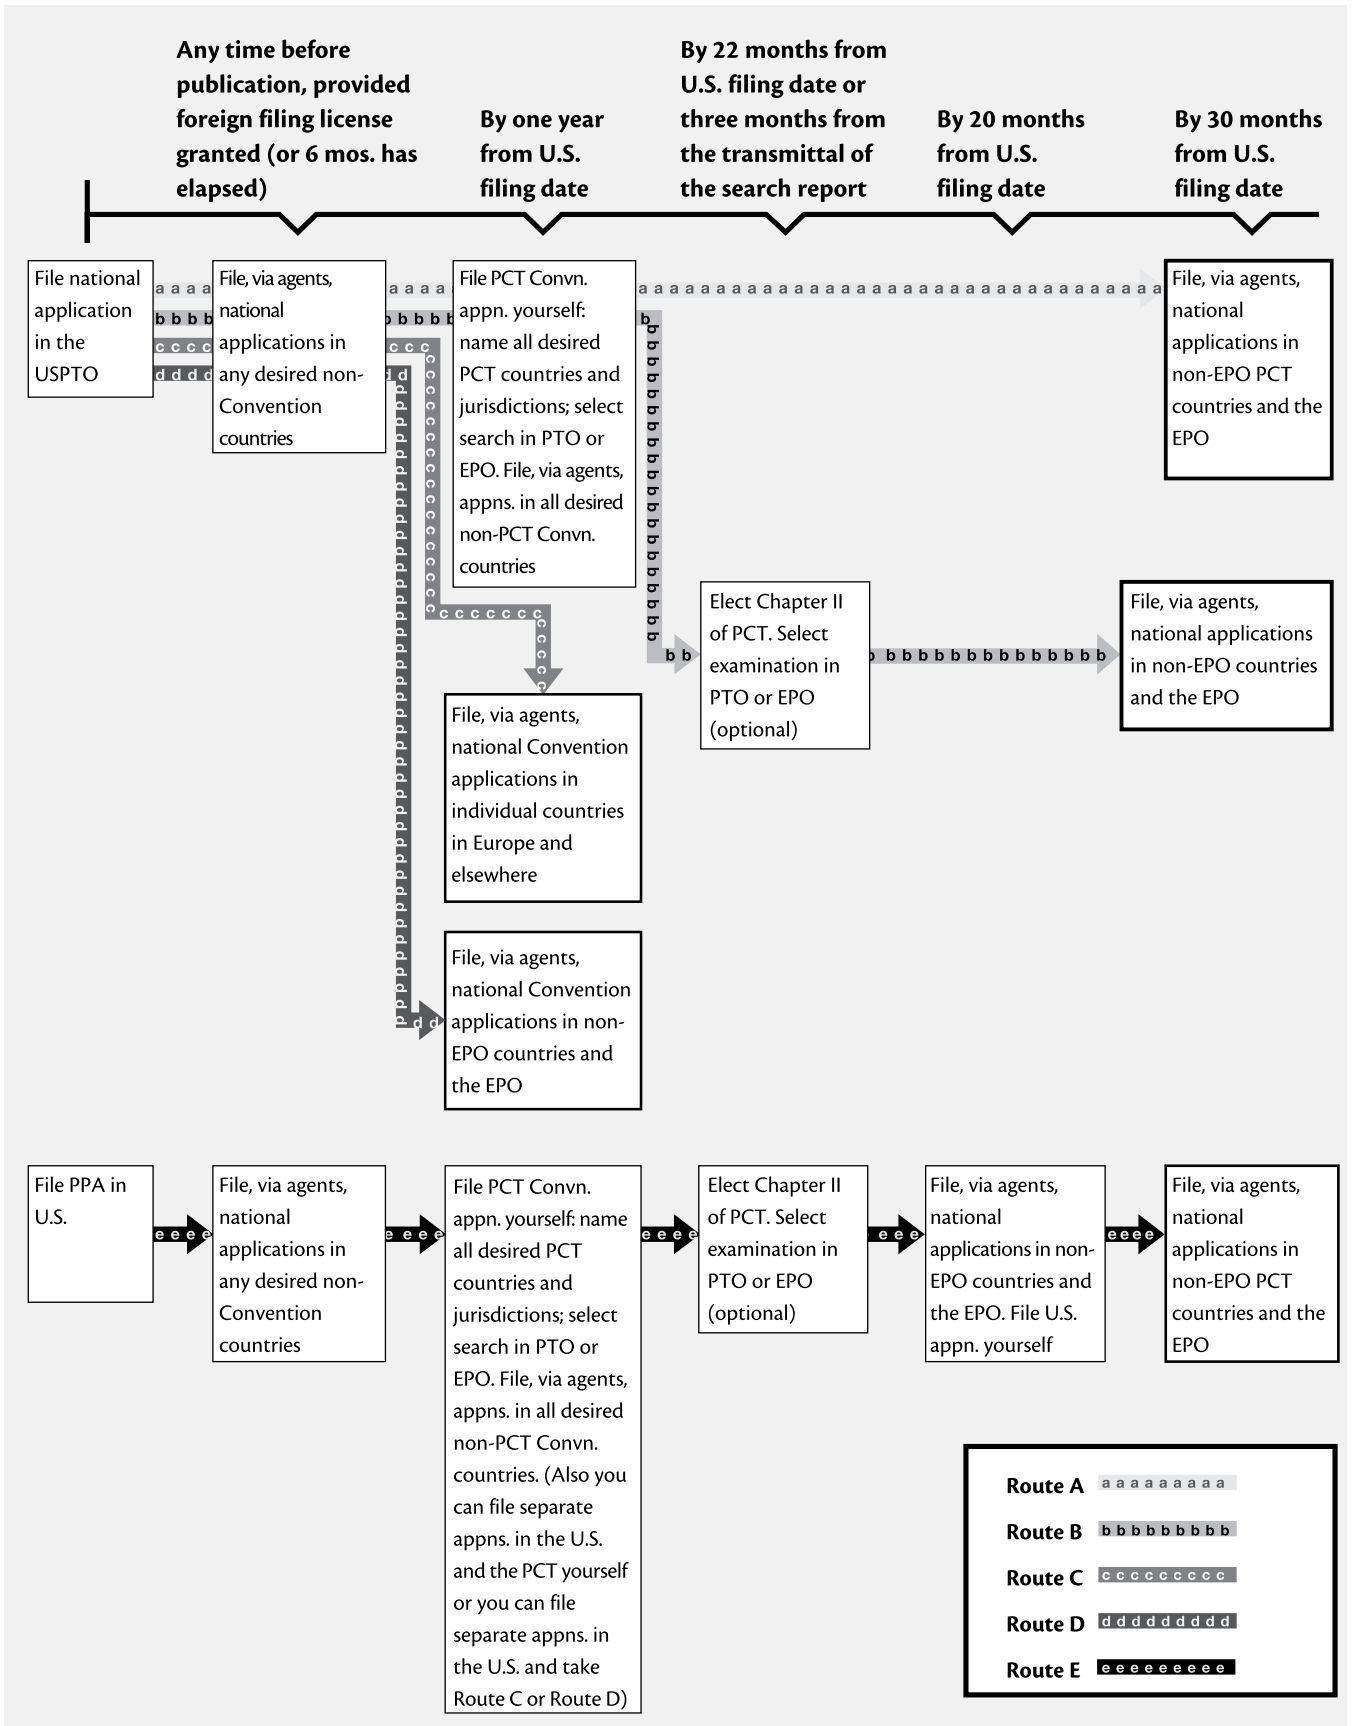 Any time before
publication, provided
foreign filing license
granted (or 6 mos. has
elapsed)
By one year
from U.S.
filing date
By 22 months from
U.S. filing date or
three months from
the transmittal of
the search report
By 20 months
from U.S.
filing date
By 30 months
from U.S.
filing date
File national
application
in the
USPTO
a a a a
b b b b
c c c c
d d d d
File, via agents,
national
applications in
any desired non-
Convention
countries
a a a a
b b b b b
c c c
d d
File PCT Convn.
appn. yourself:
name all desired
PCT countries and
jurisdictions; select
search in PTO or
EPO. File, via agents,
appns. in all desired
non-PCT Convn.
countries
File, via agents,
national
applications in
non-EPO PCT
countries and the
EPO
Elect Chapter II
of PCT. Select
examination in
PTO or EPO
(optional)
File, via agents,
national applications
in non-EPO countries
and the EPO
File, via agents,
national Convention
applications in
individual countries
in Europe and
elsewhere
File, via agents,
national Convention
applications in non-
EPO countries and
the EPO
File PPA in
U.S.
e e e e
File, via agents,
national
applications in
any desired non-
Convention
countries
e e e e
File PCT Convn.
appn. yourself: name
all desired PCT
countries and
jurisdictions; select
search in PTO or
EPO. File, via agents,
appns. in all desired
non-PCT Convn.
countries. (Also you
can file separate
appns. in the U.S.
and the PCT yourself
or you can file
separate appns. in
the U.S. and take
Route C or Route D)
e e e e
Elect Chapter II
of PCT. Select
examination in
PTO or EPO
(optional)
e e e
File, via agents,
national
applications in non-
EPO countries and
the EPO. File U.S.
appn. yourself
e e e e
File, via agents,
national
applications in
non-EPO PCT
countries and the
EPO
Route A a a a a a a a a a
Route B b b b b b b b b b
Route C c c c c c c c c c
Route D d d d d d d d d d
Route E e e e e e e e e e